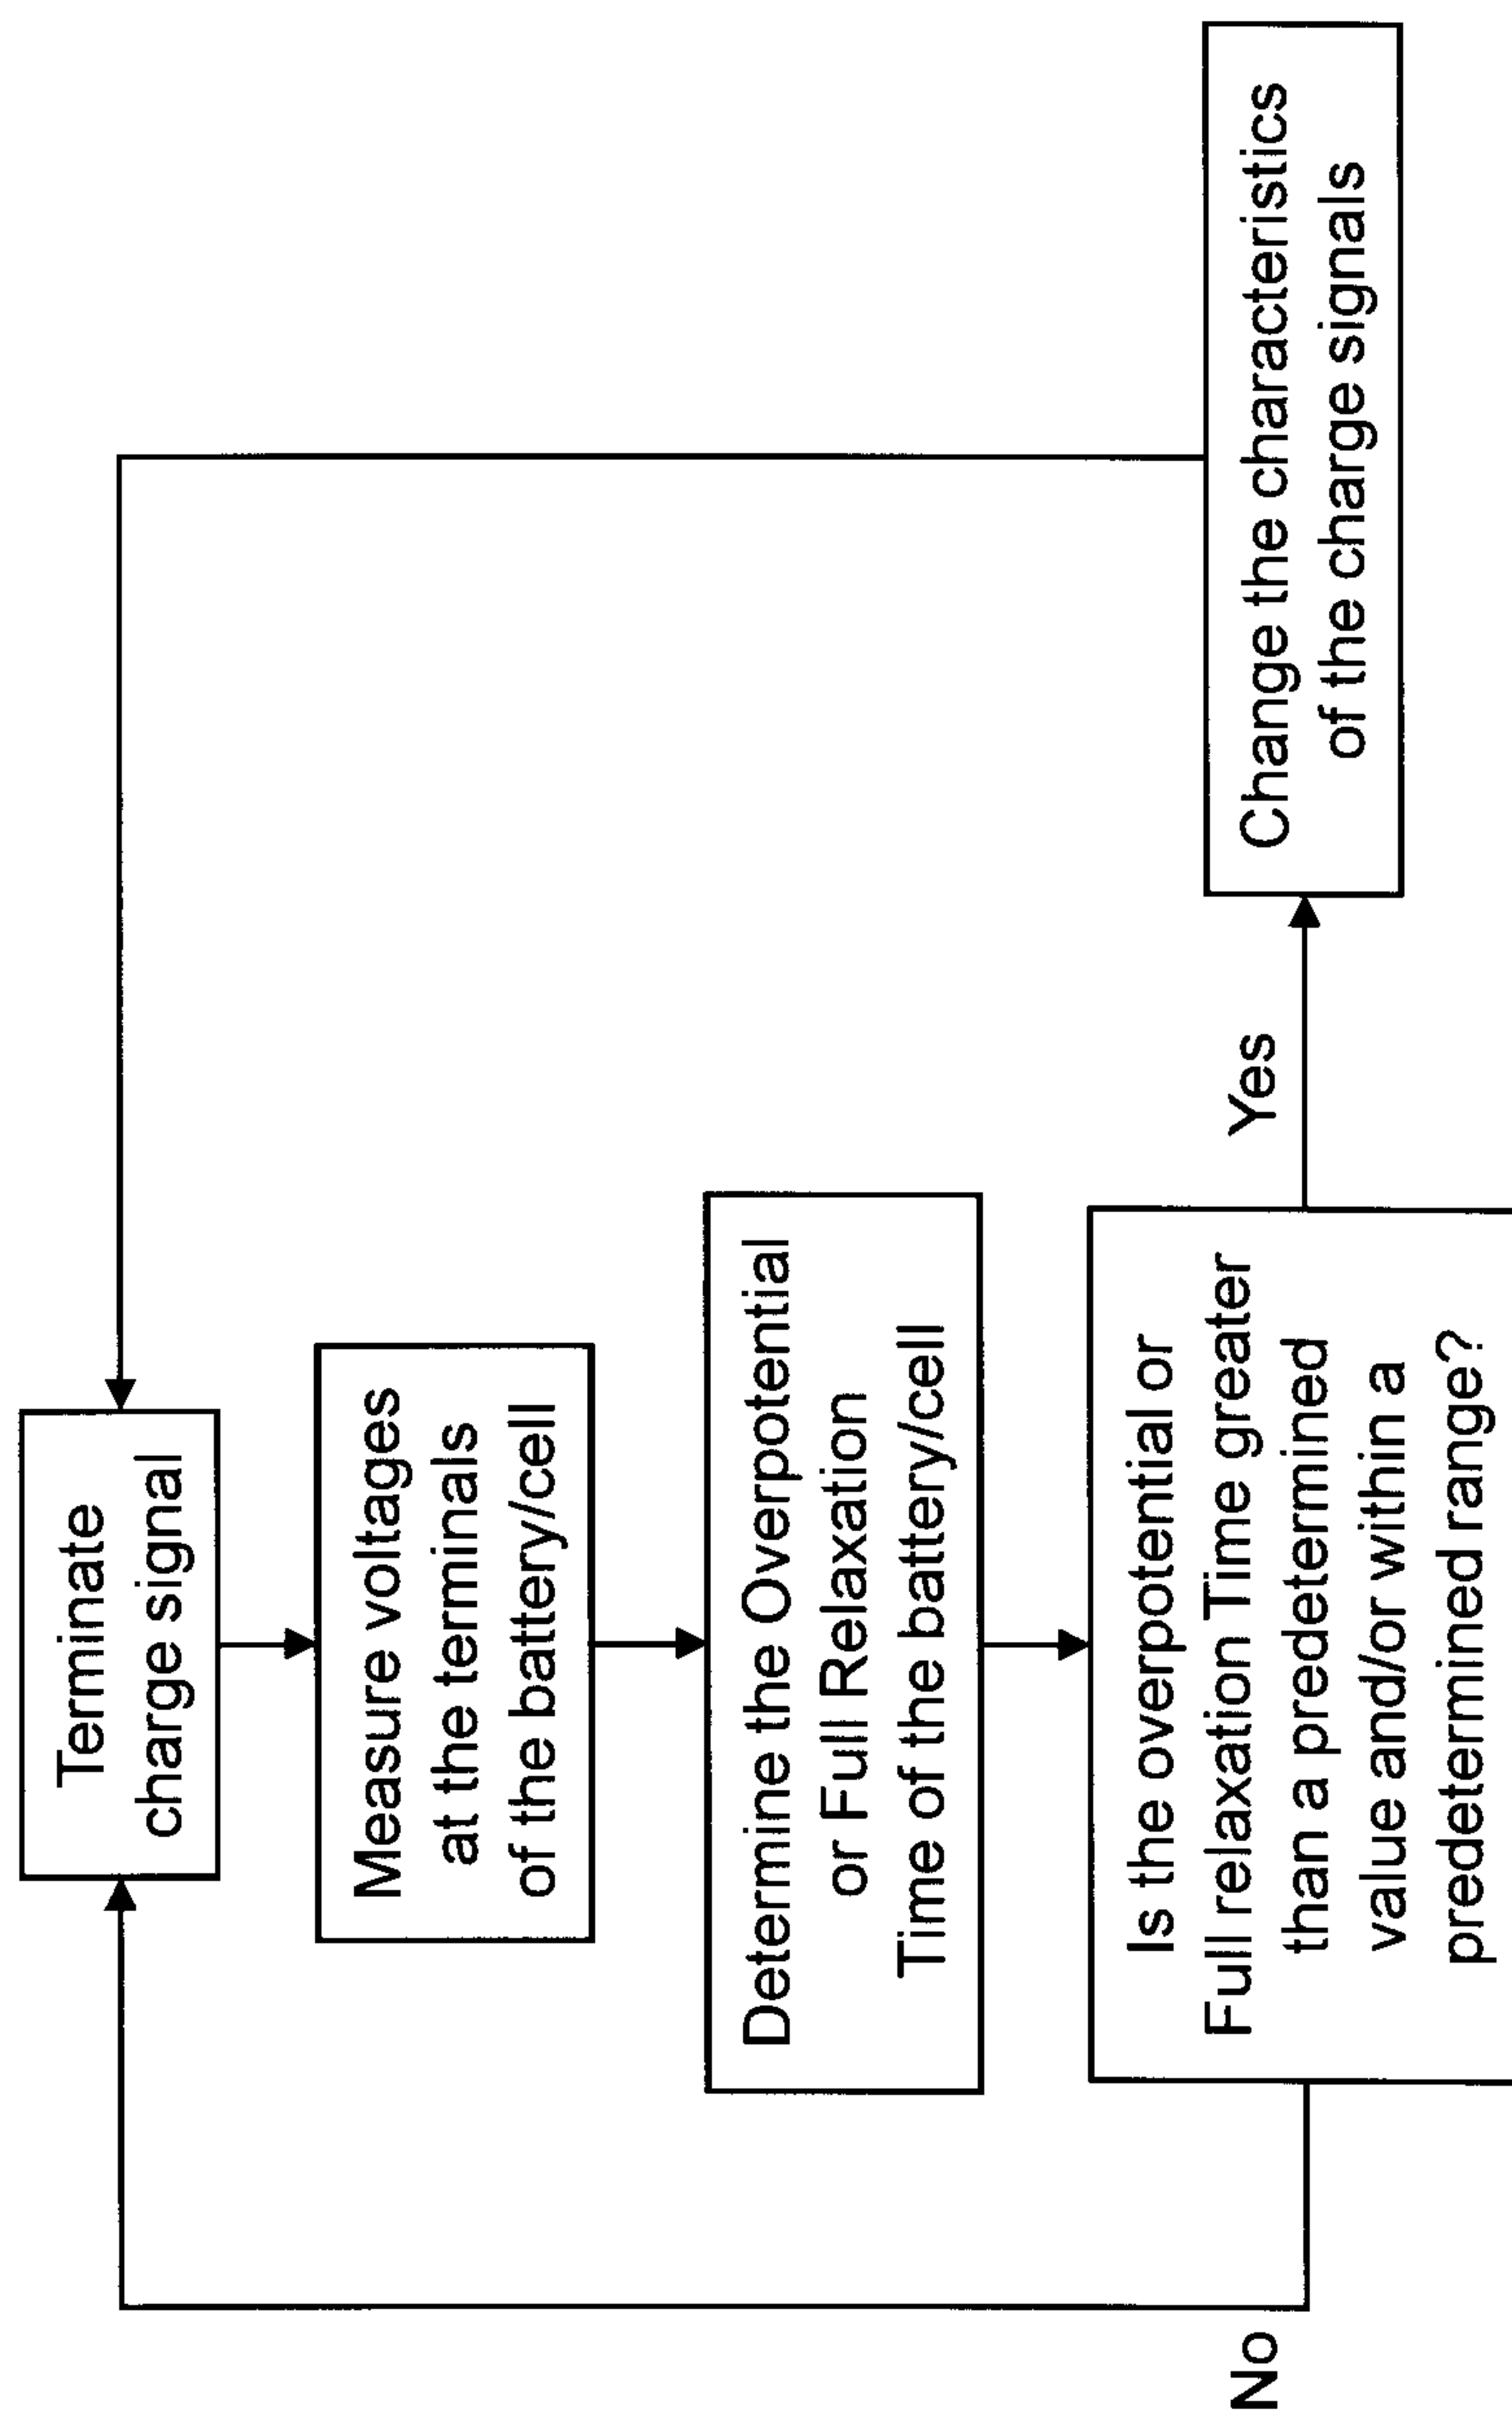 Terminate
charge signal
Measure voltages
at the terminals
of the battery/cell
Determine the Overpotential
or Full Relaxation
Time of the battery/cell
Is the overpotential or
Full relaxation Time greater
than a predetermined
value and/or within a
predetermined range?
No
Yes
Change the characteristics
of the charge signals